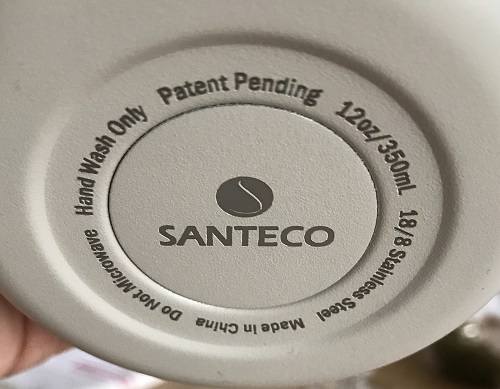 Patent Pending
12oz/350mL
18/8 Stainless Steel
Made in China
Do Not Microwave
Hand Wash Only
SANTECO